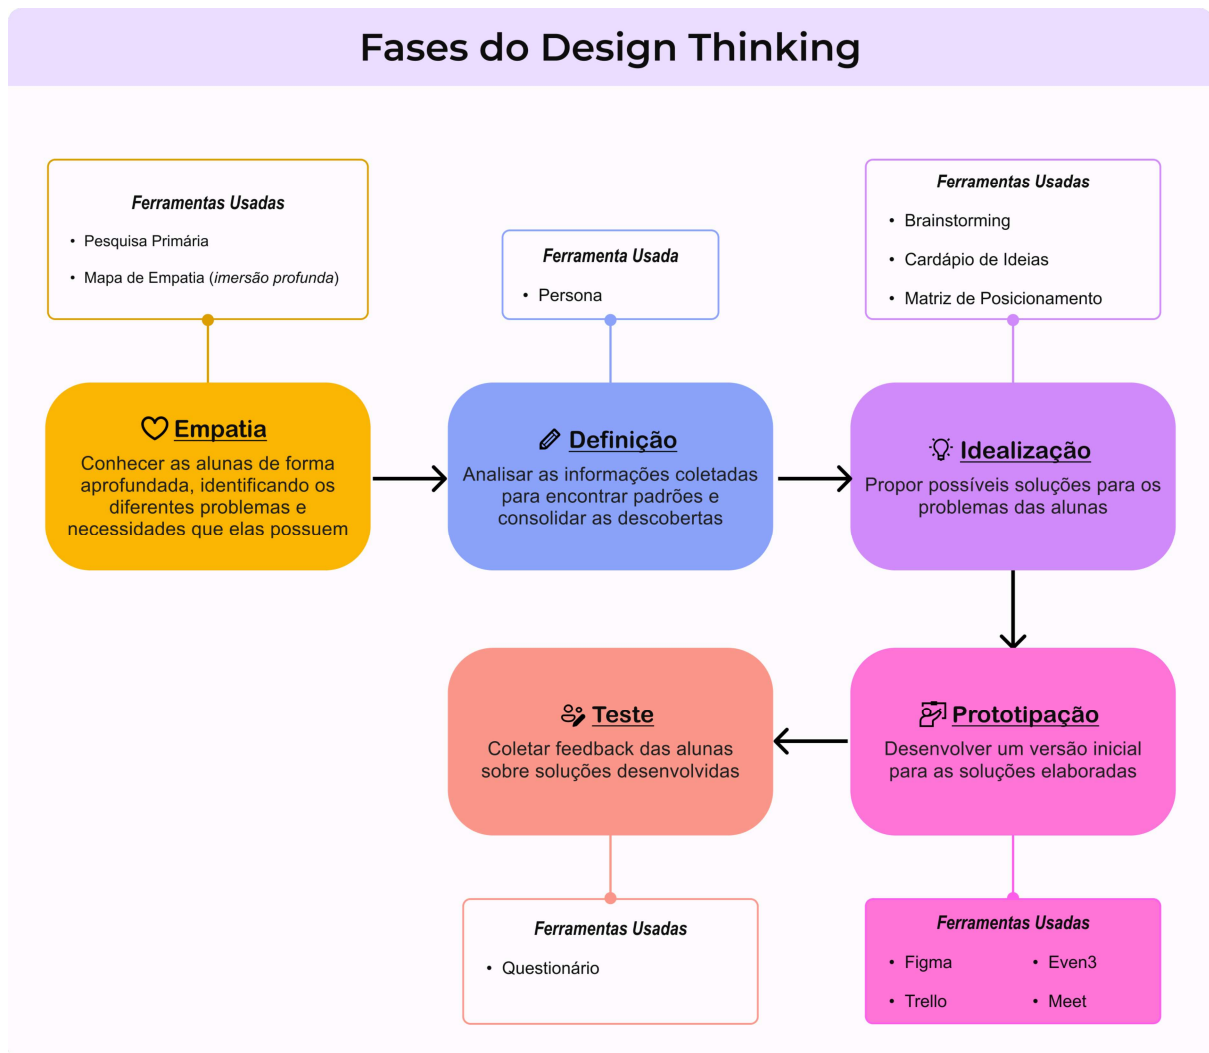 Fases do Design Thinking
Ferramentas Usadas
• Pesquisa Primária
• Mapa de Empatia (imersão profunda)
Ferramenta Usada
• Persona
Ferramentas Usadas
• Brainstorming
• Cardápio de Ideias
• Matriz de Posicionamento
Empatia
Conhecer as alunas de forma
aprofundada, identificando os
diferentes problemas e
necessidades que elas possuem
Definição
Analisar as informações coletadas
para encontrar padrões e
consolidar as descobertas
Idealização
Propor possíveis soluções para os
problemas das alunas
Prototipação
Desenvolver um versão inicial
para as soluções elaboradas
Teste
Coletar feedback das alunas
sobre soluções desenvolvidas
Ferramentas Usadas
• Questionário
Ferramentas Usadas
• Figma
• Even3
• Trello
• Meet